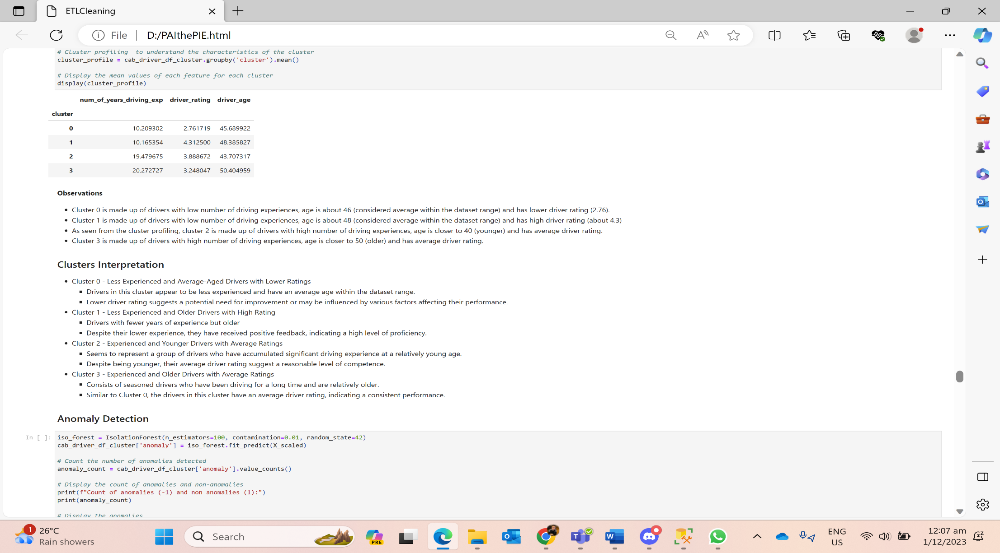 ETLCleaning
File
D:/PAIthePIE.html
# Cluster profiling  to understand the characteristics of the cluster
cluster_profile = cab_driver_df_cluster.groupby('cluster').mean()
# Display the mean values of each feature for each cluster
display(cluster_profile)
num_of_years_driving_exp driver_rating driver_age
cluster
0 10.209302 2.761719 45.689922
1 10.165354 4.312500 48.385827
2 19.479675 3.888672 43.707317
3 20.272727 3.248047 50.404959
Observations
• Cluster 0 is made up of drivers with low number of driving experiences, age is about 46 (considered average within the dataset range) and has lower driver rating (2.76).
• Cluster 1 is made up of drivers with low number of driving experiences, age is about 48 (considered average within the dataset range) and has high driver rating (about 4.3)
• As seen from the cluster profiling, cluster 2 is made up of drivers with high number of driving experiences, age is closer to 40 (younger) and has average driver rating.
• Cluster 3 is made up of drivers with high number of driving experiences, age is closer to 50 (older) and has average driver rating.
Clusters Interpretation
• Cluster 0 - Less Experienced and Average-Aged Drivers with Lower Ratings
▪ Drivers in this cluster appear to be less experienced and have an average age within the dataset range.
▪ Lower driver rating suggests a potential need for improvement or may be influenced by various factors affecting their performance.
• Cluster 1 - Less Experienced and Older Drivers with High Rating
▪ Drivers with fewer years of experience but older
▪ Despite their lower experience, they have received positive feedback, indicating a high level of proficiency.
• Cluster 2 - Experienced and Younger Drivers with Average Ratings
▪ Seems to represent a group of drivers who have accumulated significant driving experience at a relatively young age.
▪ Despite being younger, their average driver rating suggest a reasonable level of competence.
• Cluster 3 - Experienced and Older Drivers with Average Ratings
▪ Consists of seasoned drivers who have been driving for a long time and are relatively older.
▪ Similar to Cluster 0, the drivers in this cluster have an average driver rating, indicating a consistent performance.
Anomaly Detection
In [ ]: iso_forest = IsolationForest(n_estimators=100, contamination=0.01, random_state=42)
cab_driver_df_cluster['anomaly'] = iso_forest.fit_predict(X_scaled)
# Count the number of anomalies detected
anomaly_count = cab_driver_df_cluster['anomaly'].value_counts()
# Display the count of anomalies and non-anomalies
print(f"Count of anomalies (-1) and non anomalies (1):")
print(anomaly_count)
# Display the anomalies
1
26°C
Rain showers
Search
PRE
ENG
US
12:07 am
1/12/2023